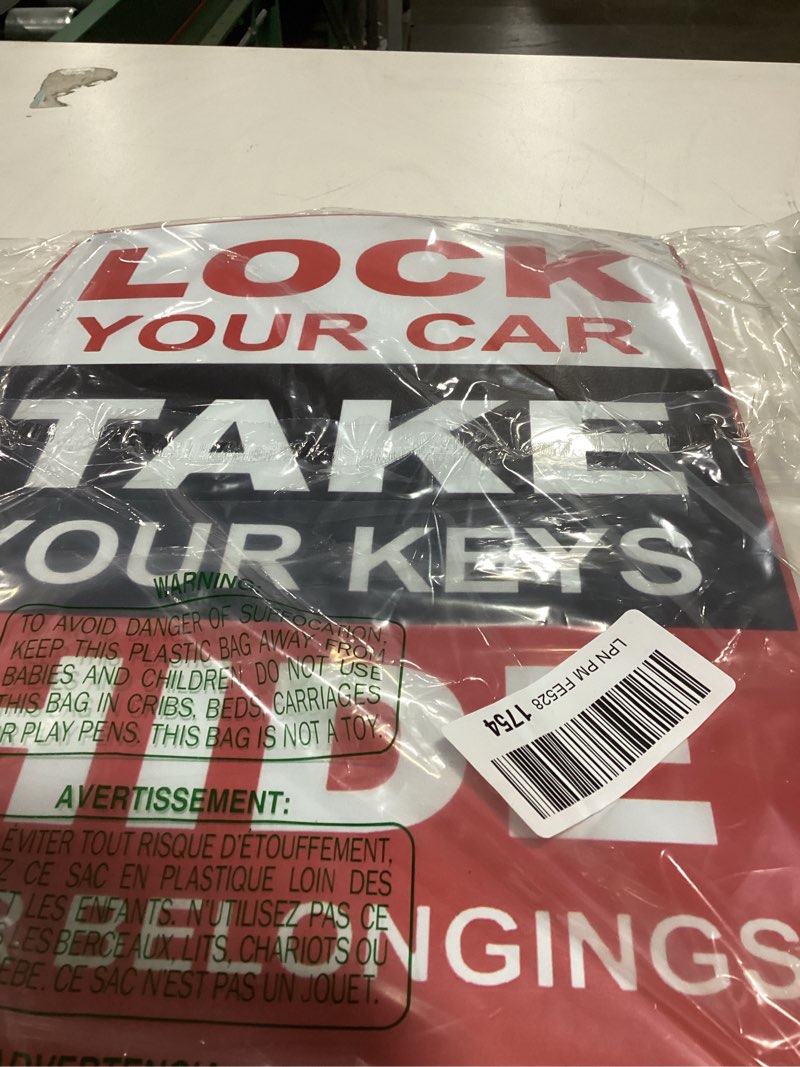 LOCK
YOUR CAR
TAKE
YOUR KEYS
HIDE
BELONGINGS
WARNING:
TO AVOID DANGER OF SUFFOCATION,
KEEP THIS PLASTIC BAG AWAY FROM
BABIES AND CHILDREN. DO NOT USE
THIS BAG IN CRIBS, BEDS, CARRIAGES
OR PLAY PENS. THIS BAG IS NOT A TOY.
AVERTISSEMENT:
ÉVITER TOUT RISQUE D'ÉTOUFFEMENT,
CE SAC EN PLASTIQUE LOIN DES
LES ENFANTS. N'UTILISEZ PAS CE
LES BERCEAUX, LITS, CHARIOTS OU
CE SAC N'EST PAS UN JOUET.
LPN PM FE528 1754